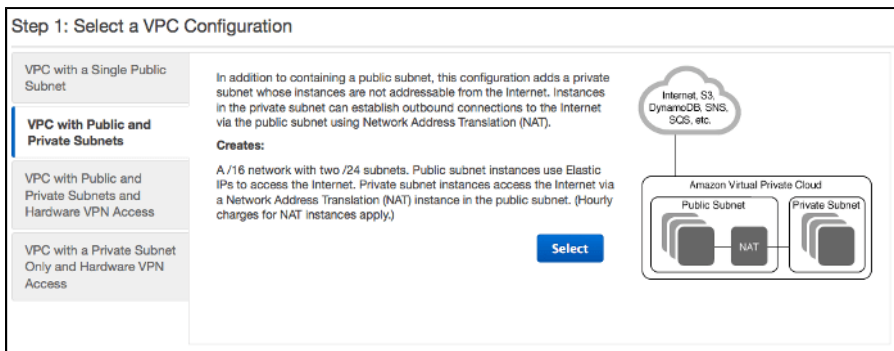 Step 1: Select a VPC Configuration
VPC with a Single Public
Subnet
VPC with Public and
Private Subnets
VPC with Public and
Private Subnets and
Hardware VPN Access
VPC with a Private Subnet
Only and Hardware VPN
Access
In addition to containing a public subnet, this configuration adds a private
subnet whose instances are not addressable from the Internet. Instances
in the private subnet can establish outbound connections to the Internet
via the public subnet using Network Address Translation (NAT).
Creates:
A /16 network with two /24 subnets. Public subnet instances use Elastic
IPs to access the Internet. Private subnet instances access the Internet via
a Network Address Translation (NAT) instance in the public subnet. (Hourly
charges for NAT instances apply.)
Select
Internet, S3,
DynamoDB, SNS,
SQS, etc.
Amazon Virtual Private Cloud
Public Subnet
Private Subnet
NAT